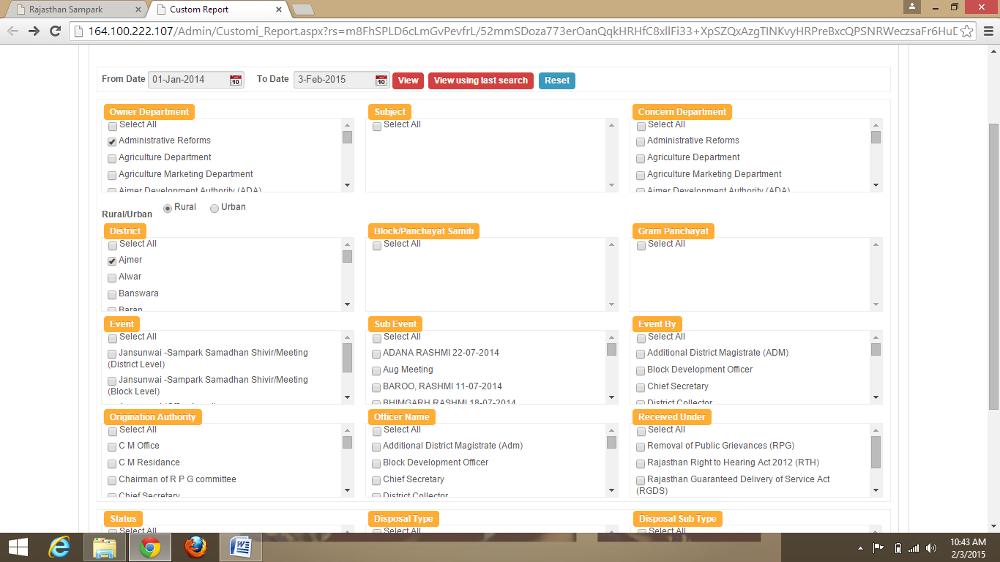 Rajasthan Sampark
Custom Report
164.100.222.107/Admin/Customi_Report.aspx?rs=m8FhSPLD6cLmGvPevfrL/52mmSDoza773erOanQqkHRHfC8xllFi33+XpSZQxAzgTINKvyHRPreBxcQPSNRWeczsaFr6HuD
From Date 01-Jan-2014 To Date 3-Feb-2015 View View using last search Reset
Owner Department
Select All
Administrative Reforms
Agriculture Department
Agriculture Marketing Department
Ajmer Development Authority (ADA)
Subject
Select All
Concern Department
Select All
Administrative Reforms
Agriculture Department
Agriculture Marketing Department
Ajmer Development Authority (ADA)
Rural/Urban Rural Urban
District
Select All
Ajmer
Alwar
Banswara
Baran
Block/Panchayat Samiti
Select All
Gram Panchayat
Select All
Event
Select All
Jansunwai -Sampark Samadhan Shivir/Meeting
(District Level)
Jansunwai -Sampark Samadhan Shivir/Meeting
(Block Level)
Sub Event
Select All
ADANA RASHMI 22-07-2014
Aug Meeting
BAROO, RASHMI 11-07-2014
BHIMGARH RASHMI 18-07-2014
Event By
Select All
Additional District Magistrate (ADM)
Block Development Officer
Chief Secretary
District Collector
Origination Authority
Select All
C M Office
C M Residance
Chairman of R P G committee
Chief Secretary
Officer Name
Select All
Additional District Magistrate (Adm)
Block Development Officer
Chief Secretary
District Collector
Received Under
Select All
Removal of Public Grievances (RPG)
Rajasthan Right to Hearing Act 2012 (RTH)
Rajasthan Guaranteed Delivery of Service Act
(RGDS)
Status
Select All
Disposal Type
Select All
Disposal Sub Type
Select All
10:43 AM
2/3/2015